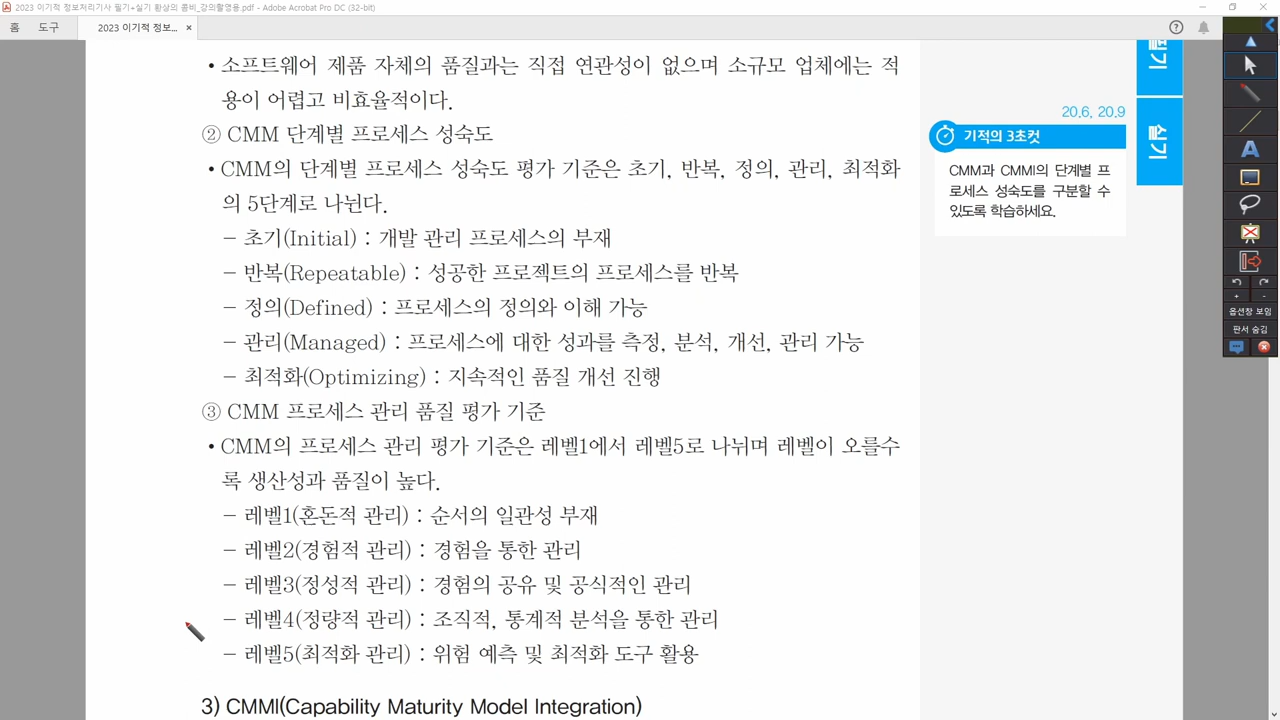 2023 이기적 정보처리기사 필기+실기 환상의 콤비_강의촬영용.pdf - Adobe Acrobat Pro DC (32-bit)
홈 도구 2023 이기적 정보... ×
• 소프트웨어 제품 자체의 품질과는 직접 연관성이 없으며 소규모 업체에는 적
용이 어렵고 비효율적이다.
② CMM 단계별 프로세스 성숙도
• CMM의 단계별 프로세스 성숙도 평가 기준은 초기, 반복, 정의, 관리, 최적화
의 5단계로 나뉜다.
– 초기(Initial) : 개발 관리 프로세스의 부재
– 반복(Repeatable) : 성공한 프로젝트의 프로세스를 반복
– 정의(Defined) : 프로세스의 정의와 이해 가능
– 관리(Managed) : 프로세스에 대한 성과를 측정, 분석, 개선, 관리 가능
– 최적화(Optimizing) : 지속적인 품질 개선 진행
③ CMM 프로세스 관리 품질 평가 기준
• CMM의 프로세스 관리 평가 기준은 레벨1에서 레벨5로 나뉘며 레벨이 오를수
록 생산성과 품질이 높다.
– 레벨1(혼돈적 관리) : 순서의 일관성 부재
– 레벨2(경험적 관리) : 경험을 통한 관리
– 레벨3(정성적 관리) : 경험의 공유 및 공식적인 관리
– 레벨4(정량적 관리) : 조직적, 통계적 분석을 통한 관리
– 레벨5(최적화 관리) : 위험 예측 및 최적화 도구 활용
3) CMMI(Capability Maturity Model Integration)
20.6, 20.9
기적의 3초컷
CMM과 CMMI의 단계별 프
로세스 성숙도를 구분할 수
있도록 학습하세요.
필기
실기
A
+ -
옵션창 보임
판서 숨김